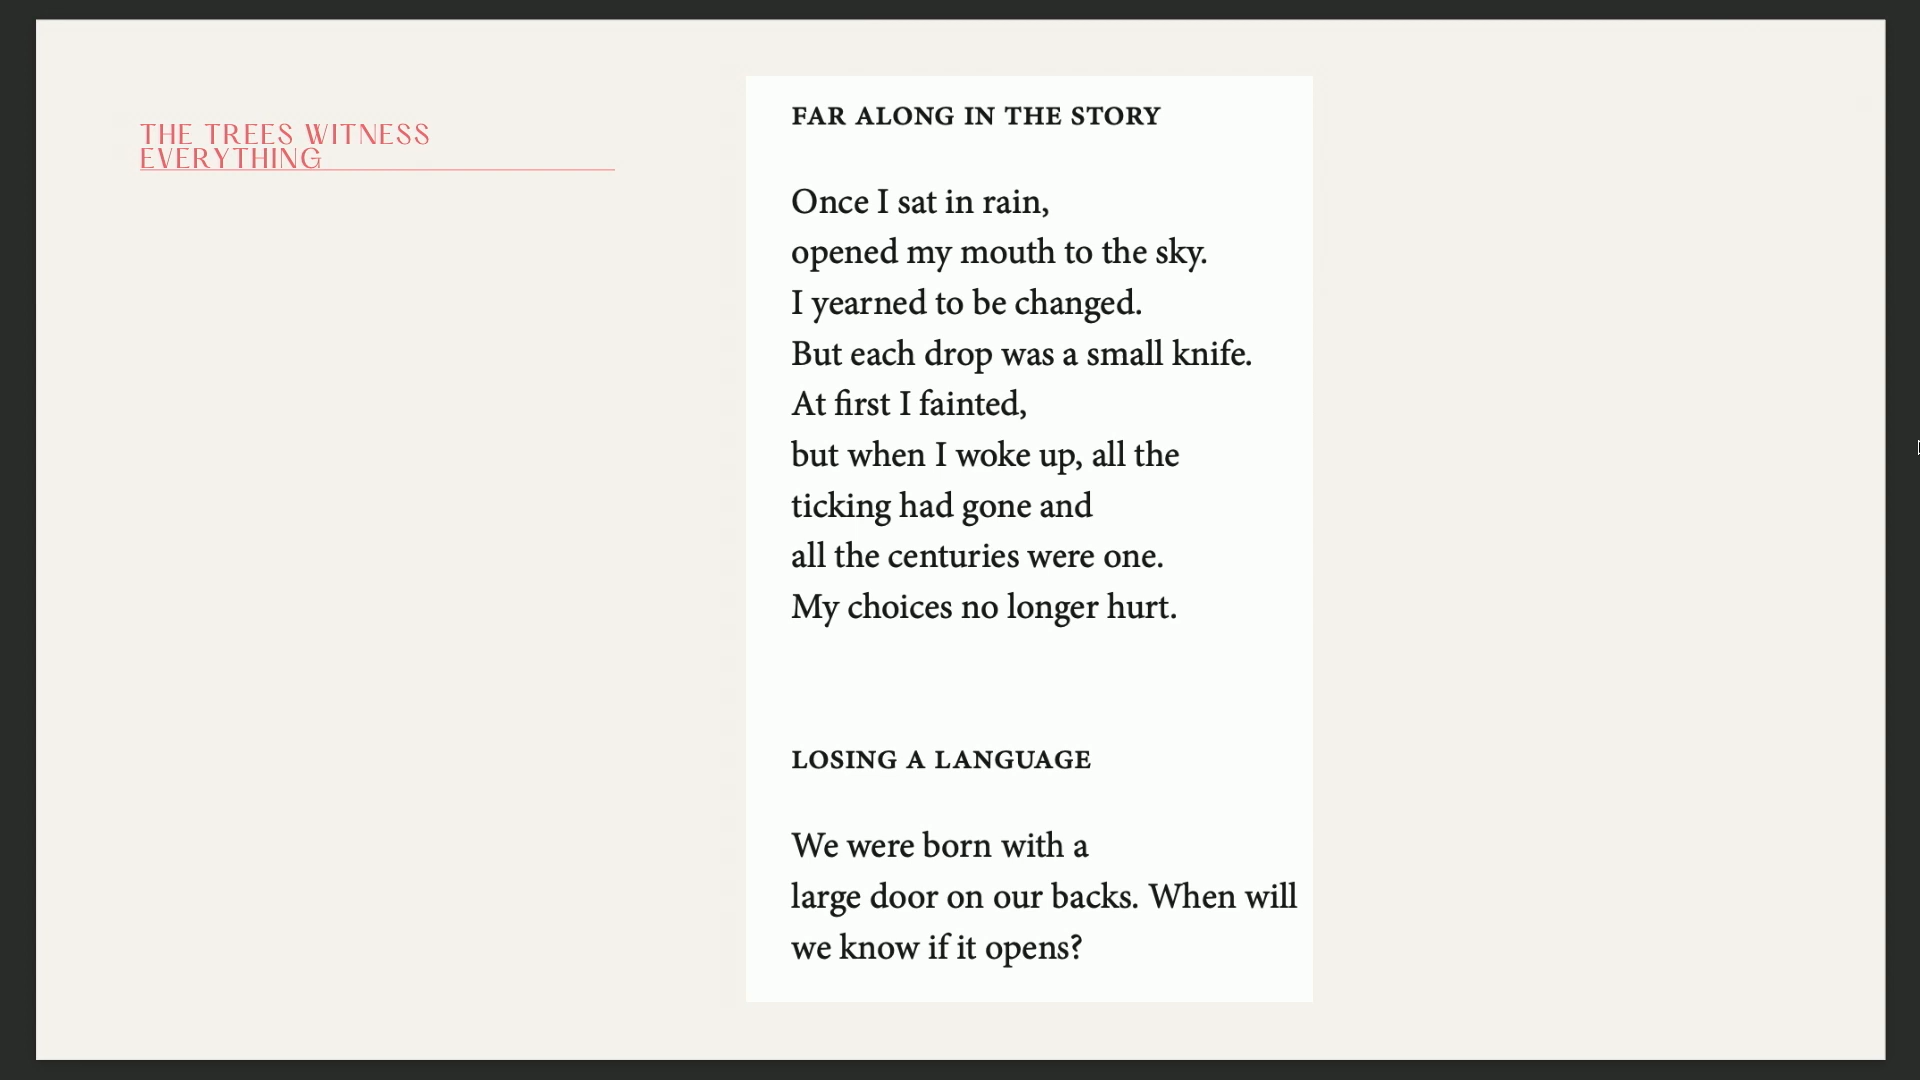 THE TREES WITNESS
EVERYTHING
FAR ALONG IN THE STORY
Once I sat in rain,
opened my mouth to the sky.
I yearned to be changed.
But each drop was a small knife.
At first I fainted,
but when I woke up, all the
ticking had gone and
all the centuries were one.
My choices no longer hurt.
LOSING A LANGUAGE
We were born with a
large door on our backs. When will
we know if it opens?